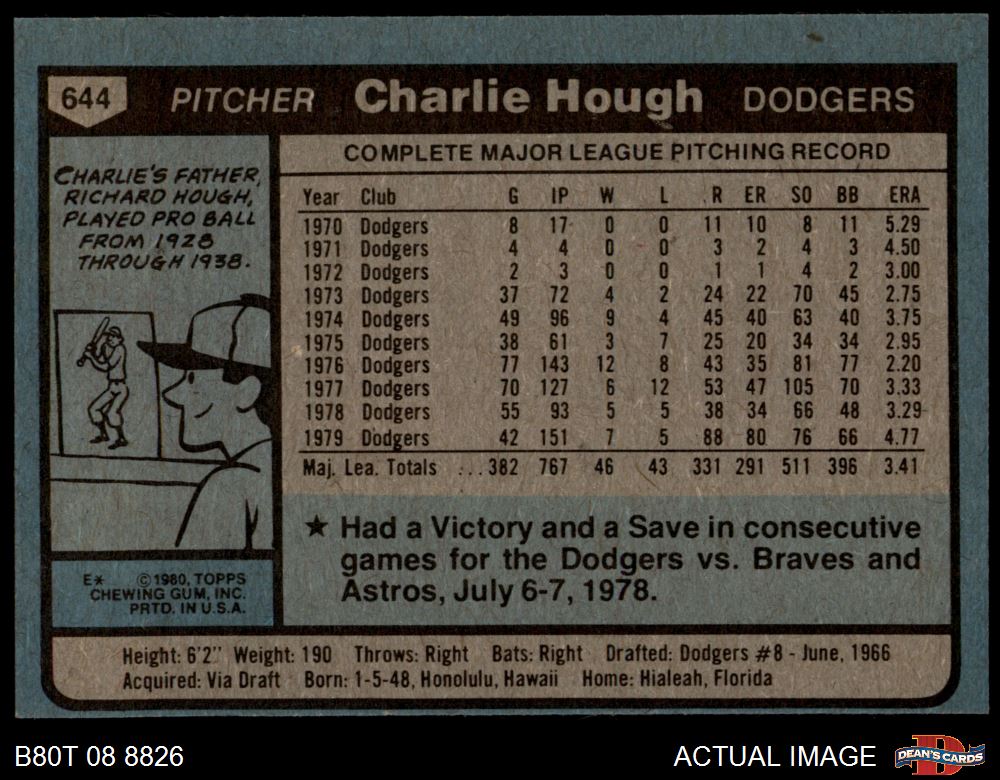 644 PITCHER Charlie Hough DODGERS
CHARLIE'S FATHER,
RICHARD HOUGH,
PLAYED PRO BALL
FROM 1928
THROUGH 1938.
COMPLETE MAJOR LEAGUE PITCHING RECORD
Year Club G IP W L R ER SO BB ERA
1970 Dodgers 8 17 0 0 11 10 8 11 5.29
1971 Dodgers 4 4 0 0 3 2 4 3 4.50
1972 Dodgers 2 3 0 0 1 1 4 2 3.00
1973 Dodgers 37 72 4 2 24 22 70 45 2.75
1974 Dodgers 49 96 9 4 45 40 63 40 3.75
1975 Dodgers 38 61 3 7 25 20 34 34 2.95
1976 Dodgers 77 143 12 8 43 35 81 77 2.20
1977 Dodgers 70 127 6 12 53 47 105 70 3.33
1978 Dodgers 55 93 5 5 38 34 66 48 3.29
1979 Dodgers 42 151 7 5 88 80 76 66 4.77
Maj. Lea. Totals ...382 767 46 43 331 291 511 396 3.41
★ Had a Victory and a Save in consecutive
games for the Dodgers vs. Braves and
Astros, July 6-7, 1978.
E* ©1980, TOPPS
CHEWING GUM, INC.
PRTD. IN U.S.A.
Height: 6'2" Weight: 190 Throws: Right Bats: Right Drafted: Dodgers #8 - June, 1966
Acquired: Via Draft Born: 1-5-48, Honolulu, Hawaii Home: Hialeah, Florida
B80T 08 8826 ACTUAL IMAGE
D
DEAN'S CARDS